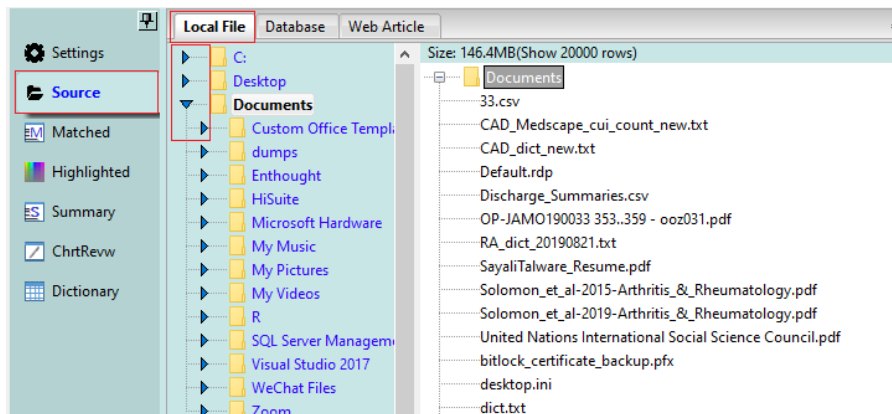 Settings
Source
Matched
Highlighted
Summary
ChrtRevw
Dictionary
Local File
Database
Web Article
C:
Desktop
Documents
Custom Office Templ
dumps
Enthought
HiSuite
Microsoft Hardware
My Music
My Pictures
My Videos
R
SQL Server Managem
Visual Studio 2017
WeChat Files
Zoom
Size: 146.4MB(Show 20000 rows)
Documents
33.csv
CAD_Medscape_cui_count_new.txt
CAD_dict_new.txt
Default.rdp
Discharge_Summaries.csv
OP-JAMO190033 353..359 - ooz031.pdf
RA_dict_20190821.txt
SayaliTalware_Resume.pdf
Solomon_et_al-2015-Arthritis_&_Rheumatology.pdf
Solomon_et_al-2019-Arthritis_&_Rheumatology.pdf
United Nations International Social Science Council.pdf
bitlock_certificate_backup.pfx
desktop.ini
dict.txt